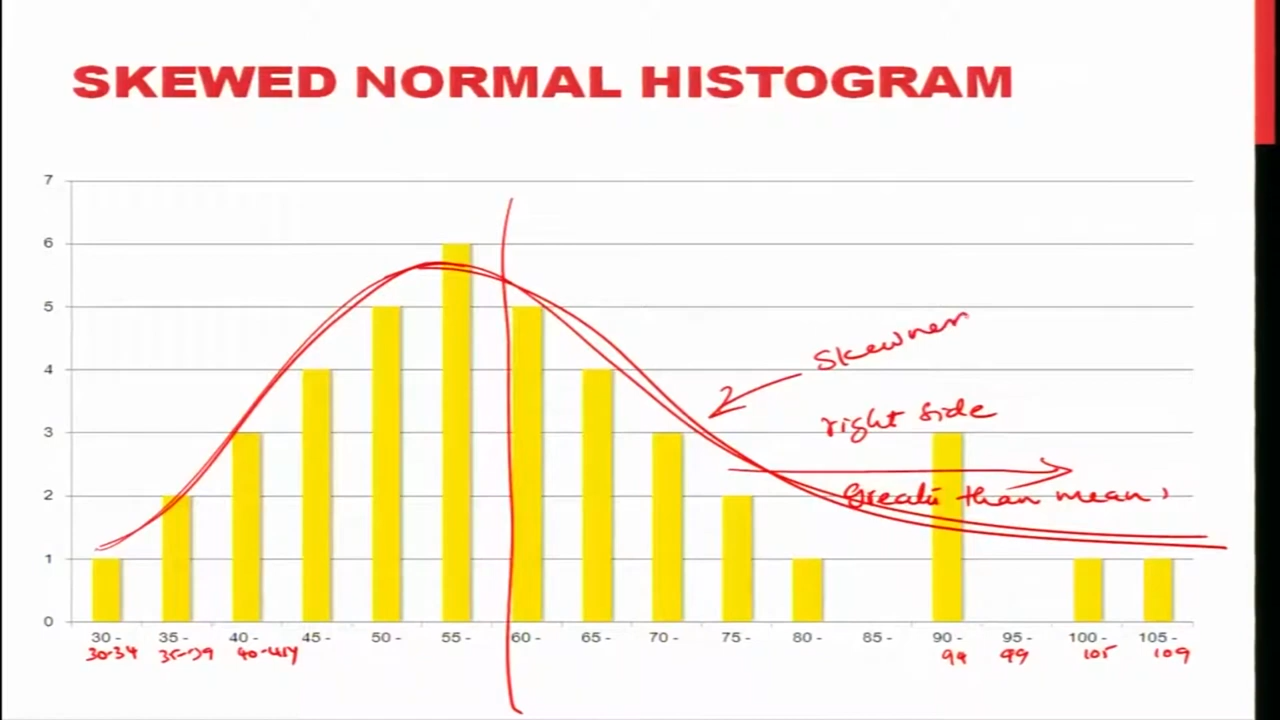 SKEWED NORMAL HISTOGRAM
7
6
5
4
3
2
1
0
Skewness
right side
Greater than mean
30 - 35 - 40 - 45 - 50 - 55 - 60 - 65 - 70 - 75 - 80 - 85 - 90 - 95 - 100 - 105 -
30-34 35-39 40-44 94 99 105 109